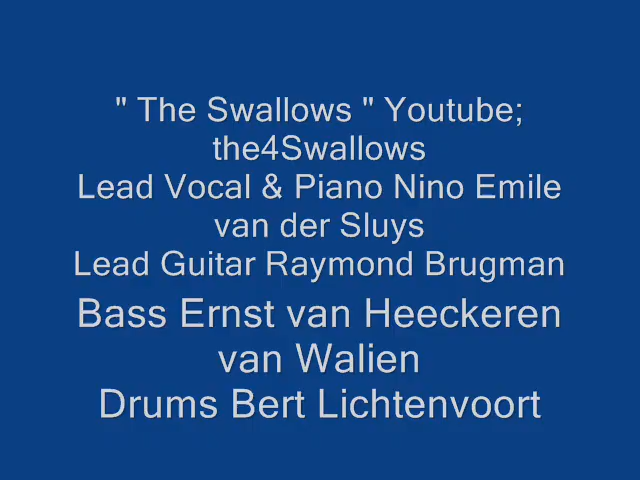 " The Swallows " Youtube;
the4Swallows
Lead Vocal & Piano Nino Emile
van der Sluys
Lead Guitar Raymond Brugman
Bass Ernst van Heeckeren
van Walien
Drums Bert Lichtenvoort